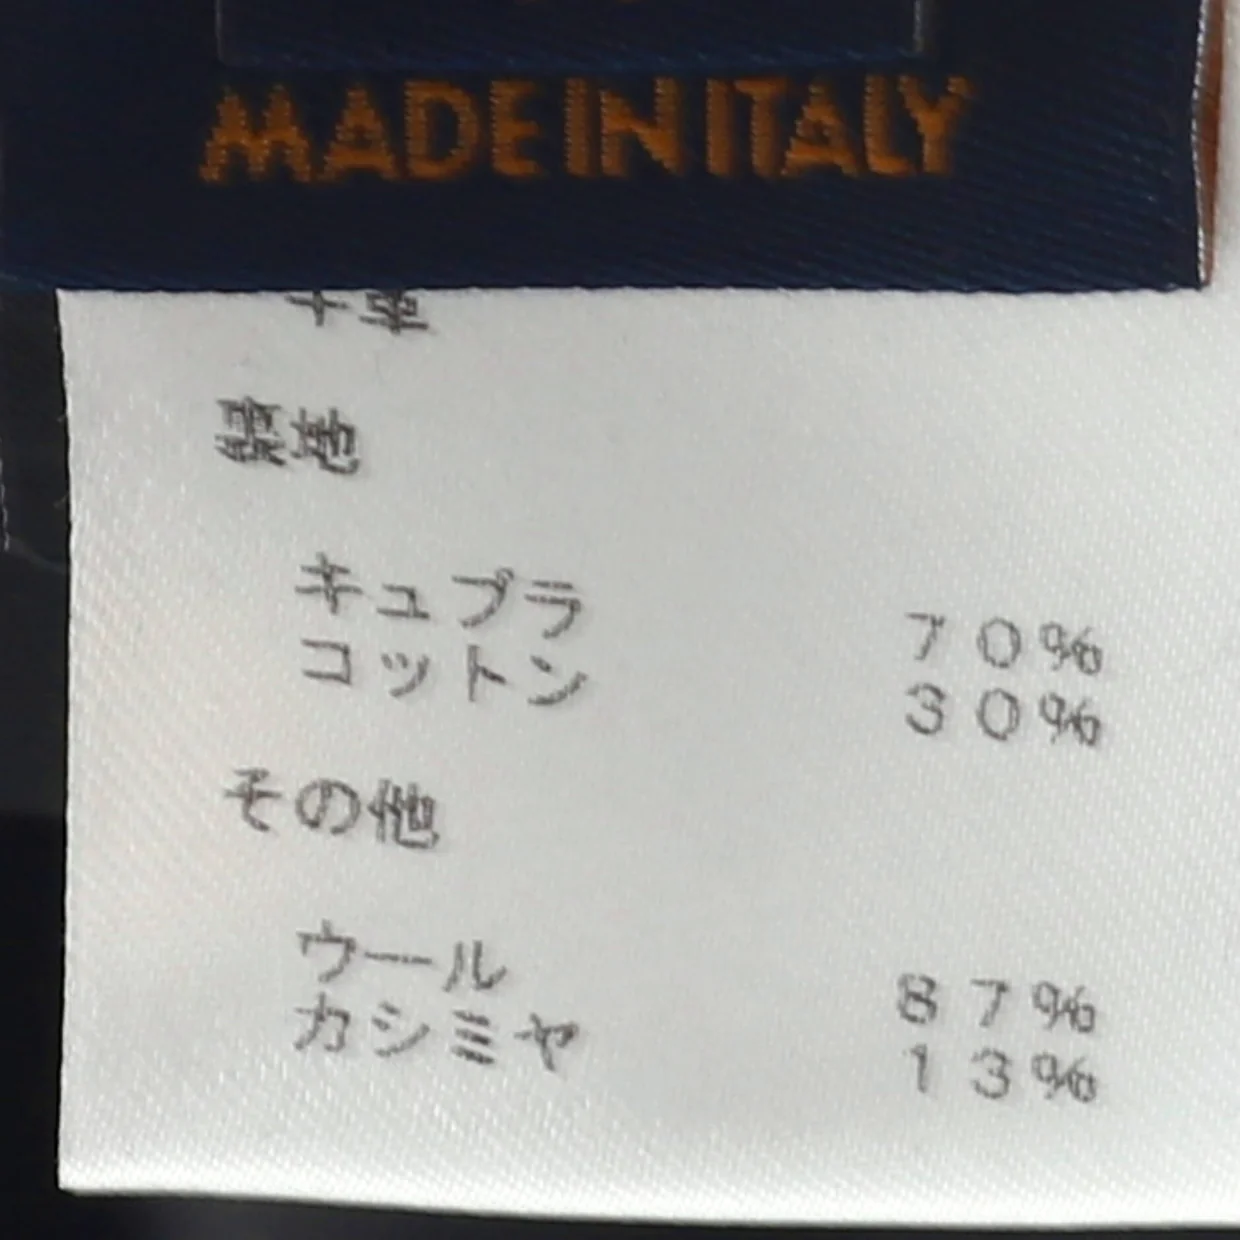 MADE IN ITALY
裏地
キュプラ 70%
コットン 30%
その他
ウール 87%
カシミヤ 13%